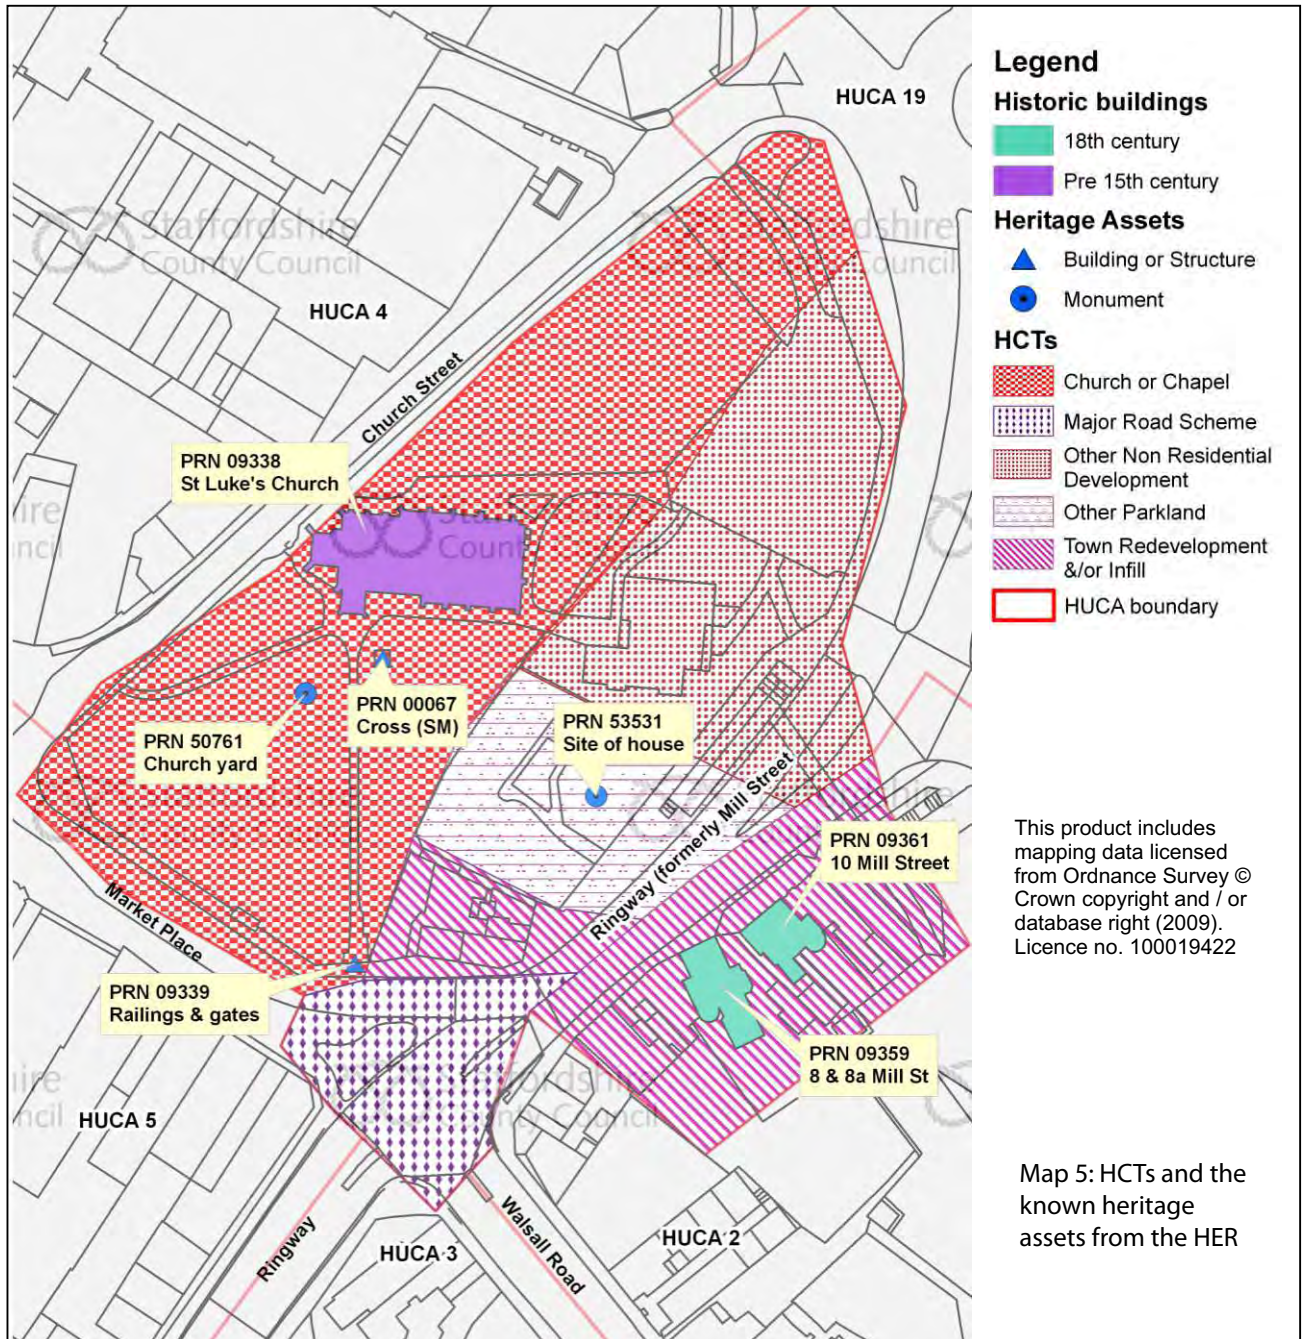 HUCA 19
Staffordshire
County Council
HUCA 4
Church Street
PRN 09338
St Luke's Church
PRN 00067
Cross (SM)
PRN 50761
Church yard
PRN 53531
Site of house
Ringway (formerly Mill Street)
PRN 09361
10 Mill Street
Market Place
PRN 09339
Railings & gates
PRN 09359
8 & 8a Mill St
HUCA 5
Ringway
HUCA 3
Walsall Road
HUCA 2
Legend
Historic buildings
18th century
Pre 15th century
Heritage Assets
Building or Structure
Monument
HCTs
Church or Chapel
Major Road Scheme
Other Non Residential
Development
Other Parkland
Town Redevelopment
&/or Infill
HUCA boundary
This product includes
mapping data licensed
from Ordnance Survey ©
Crown copyright and / or
database right (2009).
Licence no. 100019422
Map 5: HCTs and the
known heritage
assets from the HER